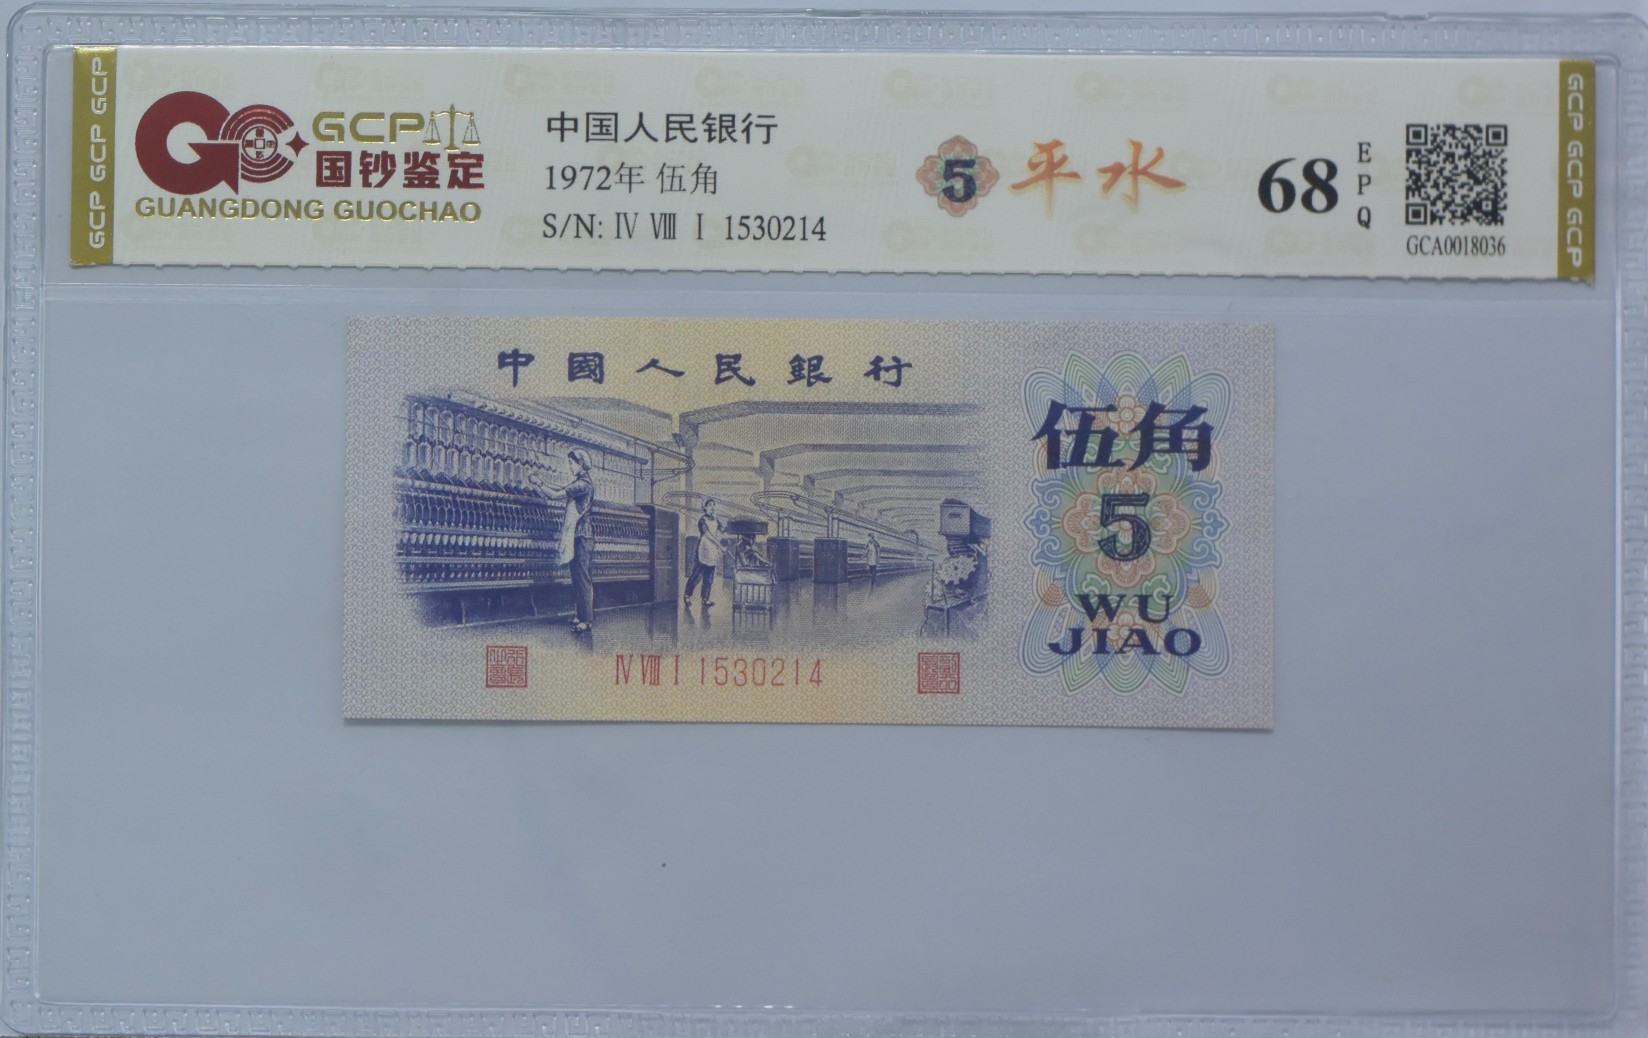 GCP GCP GCP
GCP
国钞鉴定
GUANGDONG GUOCHAO
中国人民银行
1972年 伍角
S/N: Ⅳ Ⅷ Ⅰ 1530214
5 平水
68
EPQ
GCA0018036
GCP GCP GCP
中國人民銀行
伍角
5
WU
JIAO
Ⅳ Ⅷ Ⅰ 1530214